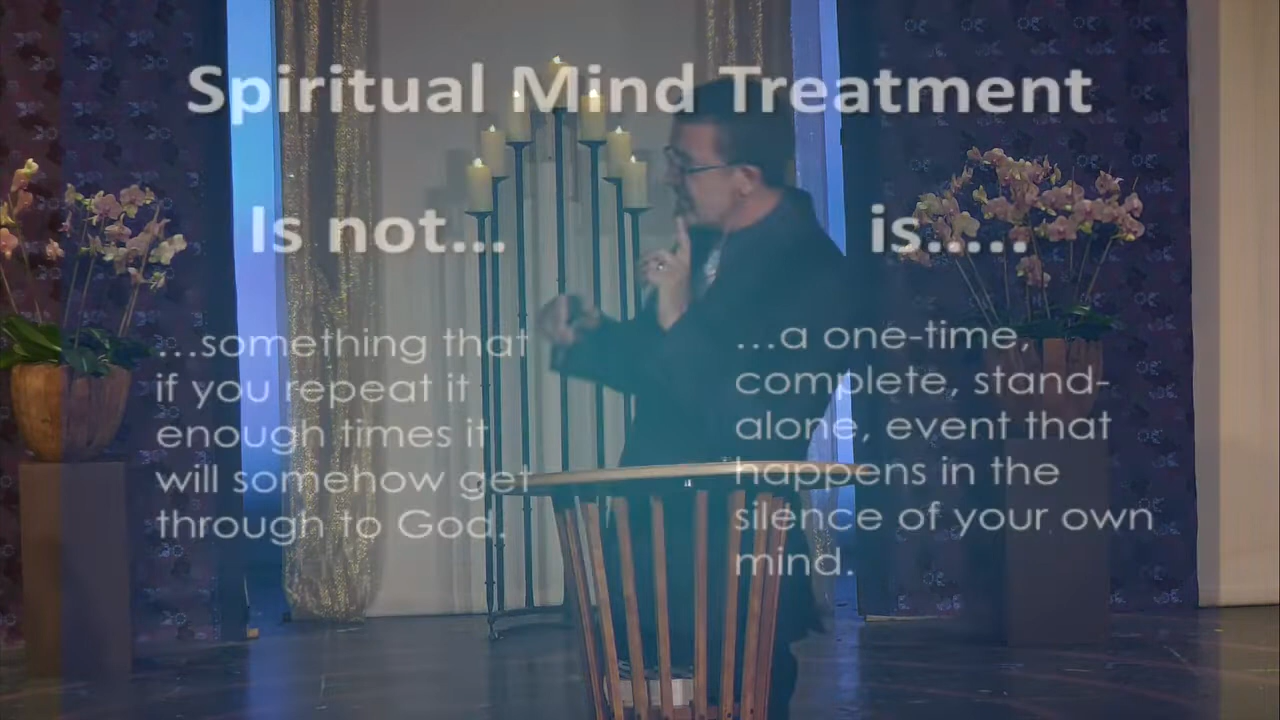 Spiritual Mind Treatment
Is not...
...something that
if you repeat it
enough times it
will somehow get
through to God.
is.....
...a one-time,
complete, stand-
alone, event that
happens in the
silence of your own
mind.